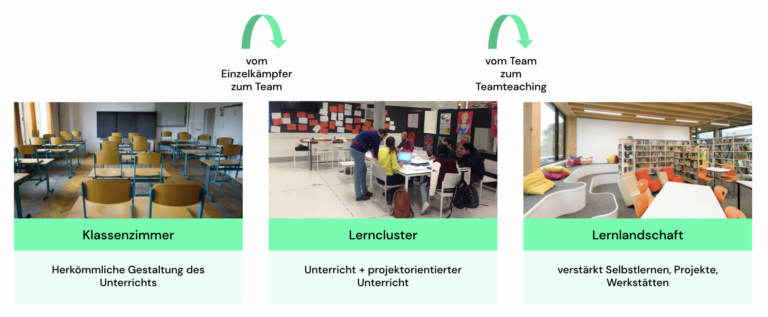 vom
Einzelkämpfer
zum Team
vom Team
zum
Teamteaching
Klassenzimmer
Lerncluster
Lernlandschaft
Herkömmliche Gestaltung des
Unterrichts
Unterricht + projektorientierter
Unterricht
verstärkt Selbstlernen, Projekte,
Werkstätten